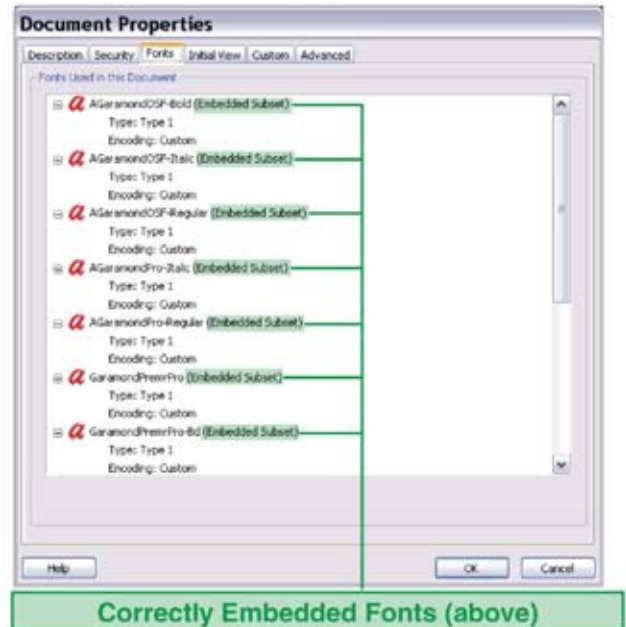 Document Properties
Description Security Fonts Initial View Custom Advanced
Fonts Used in this Document
AGaramondOSF-Bold (Embedded Subset)
Type: Type 1
Encoding: Custom
AGaramondOSF-Italic (Embedded Subset)
Type: Type 1
Encoding: Custom
AGaramondOSF-Regular (Embedded Subset)
Type: Type 1
Encoding: Custom
AGaramondPro-Italic (Embedded Subset)
Type: Type 1
Encoding: Custom
AGaramondPro-Regular (Embedded Subset)
Type: Type 1
Encoding: Custom
GaramondPremrPro (Embedded Subset)
Type: Type 1
Encoding: Custom
GaramondPremrPro-Bd (Embedded Subset)
Type: Type 1
Encoding: Custom
Help OK Cancel
Correctly Embedded Fonts (above)